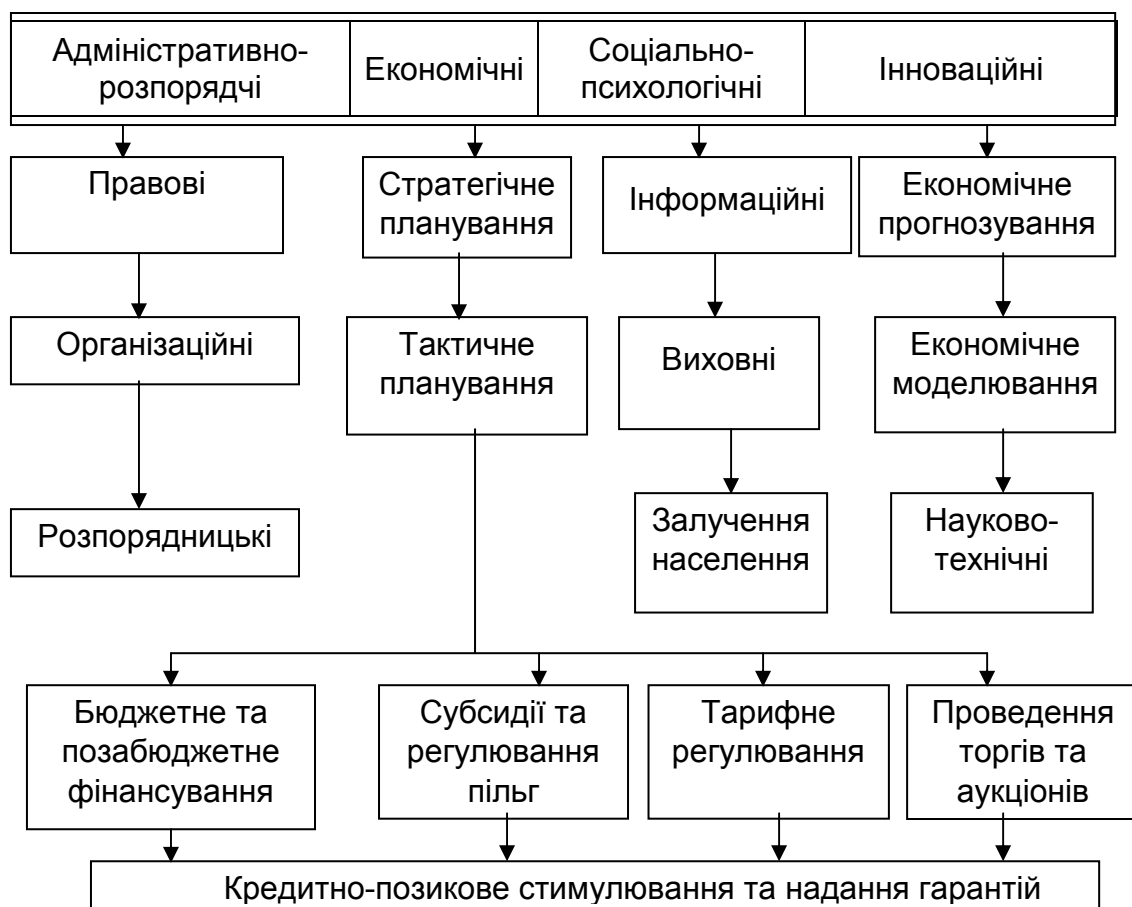 Адміністративно-
розпорядчі
Економічні
Соціально-
психологічні
Інноваційні
Правові
Стратегічне
планування
Інформаційні
Економічне
прогнозування
Організаційні
Тактичне
планування
Виховні
Економічне
моделювання
Розпорядницькі
Залучення
населення
Науково-
технічні
Бюджетне та
позабюджетне
фінансування
Субсидії та
регулювання
пільг
Тарифне
регулювання
Проведення
торгів та
аукціонів
Кредитно-позикове стимулювання та надання гарантій